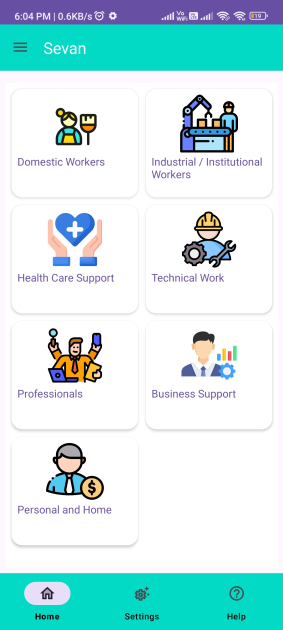 6:04 PM | 0.6KB/s
Vo
WiFi
819
Sevan
Domestic Workers
Industrial / Institutional
Workers
Health Care Support
Technical Work
Professionals
Business Support
Personal and Home
Home
Settings
Help